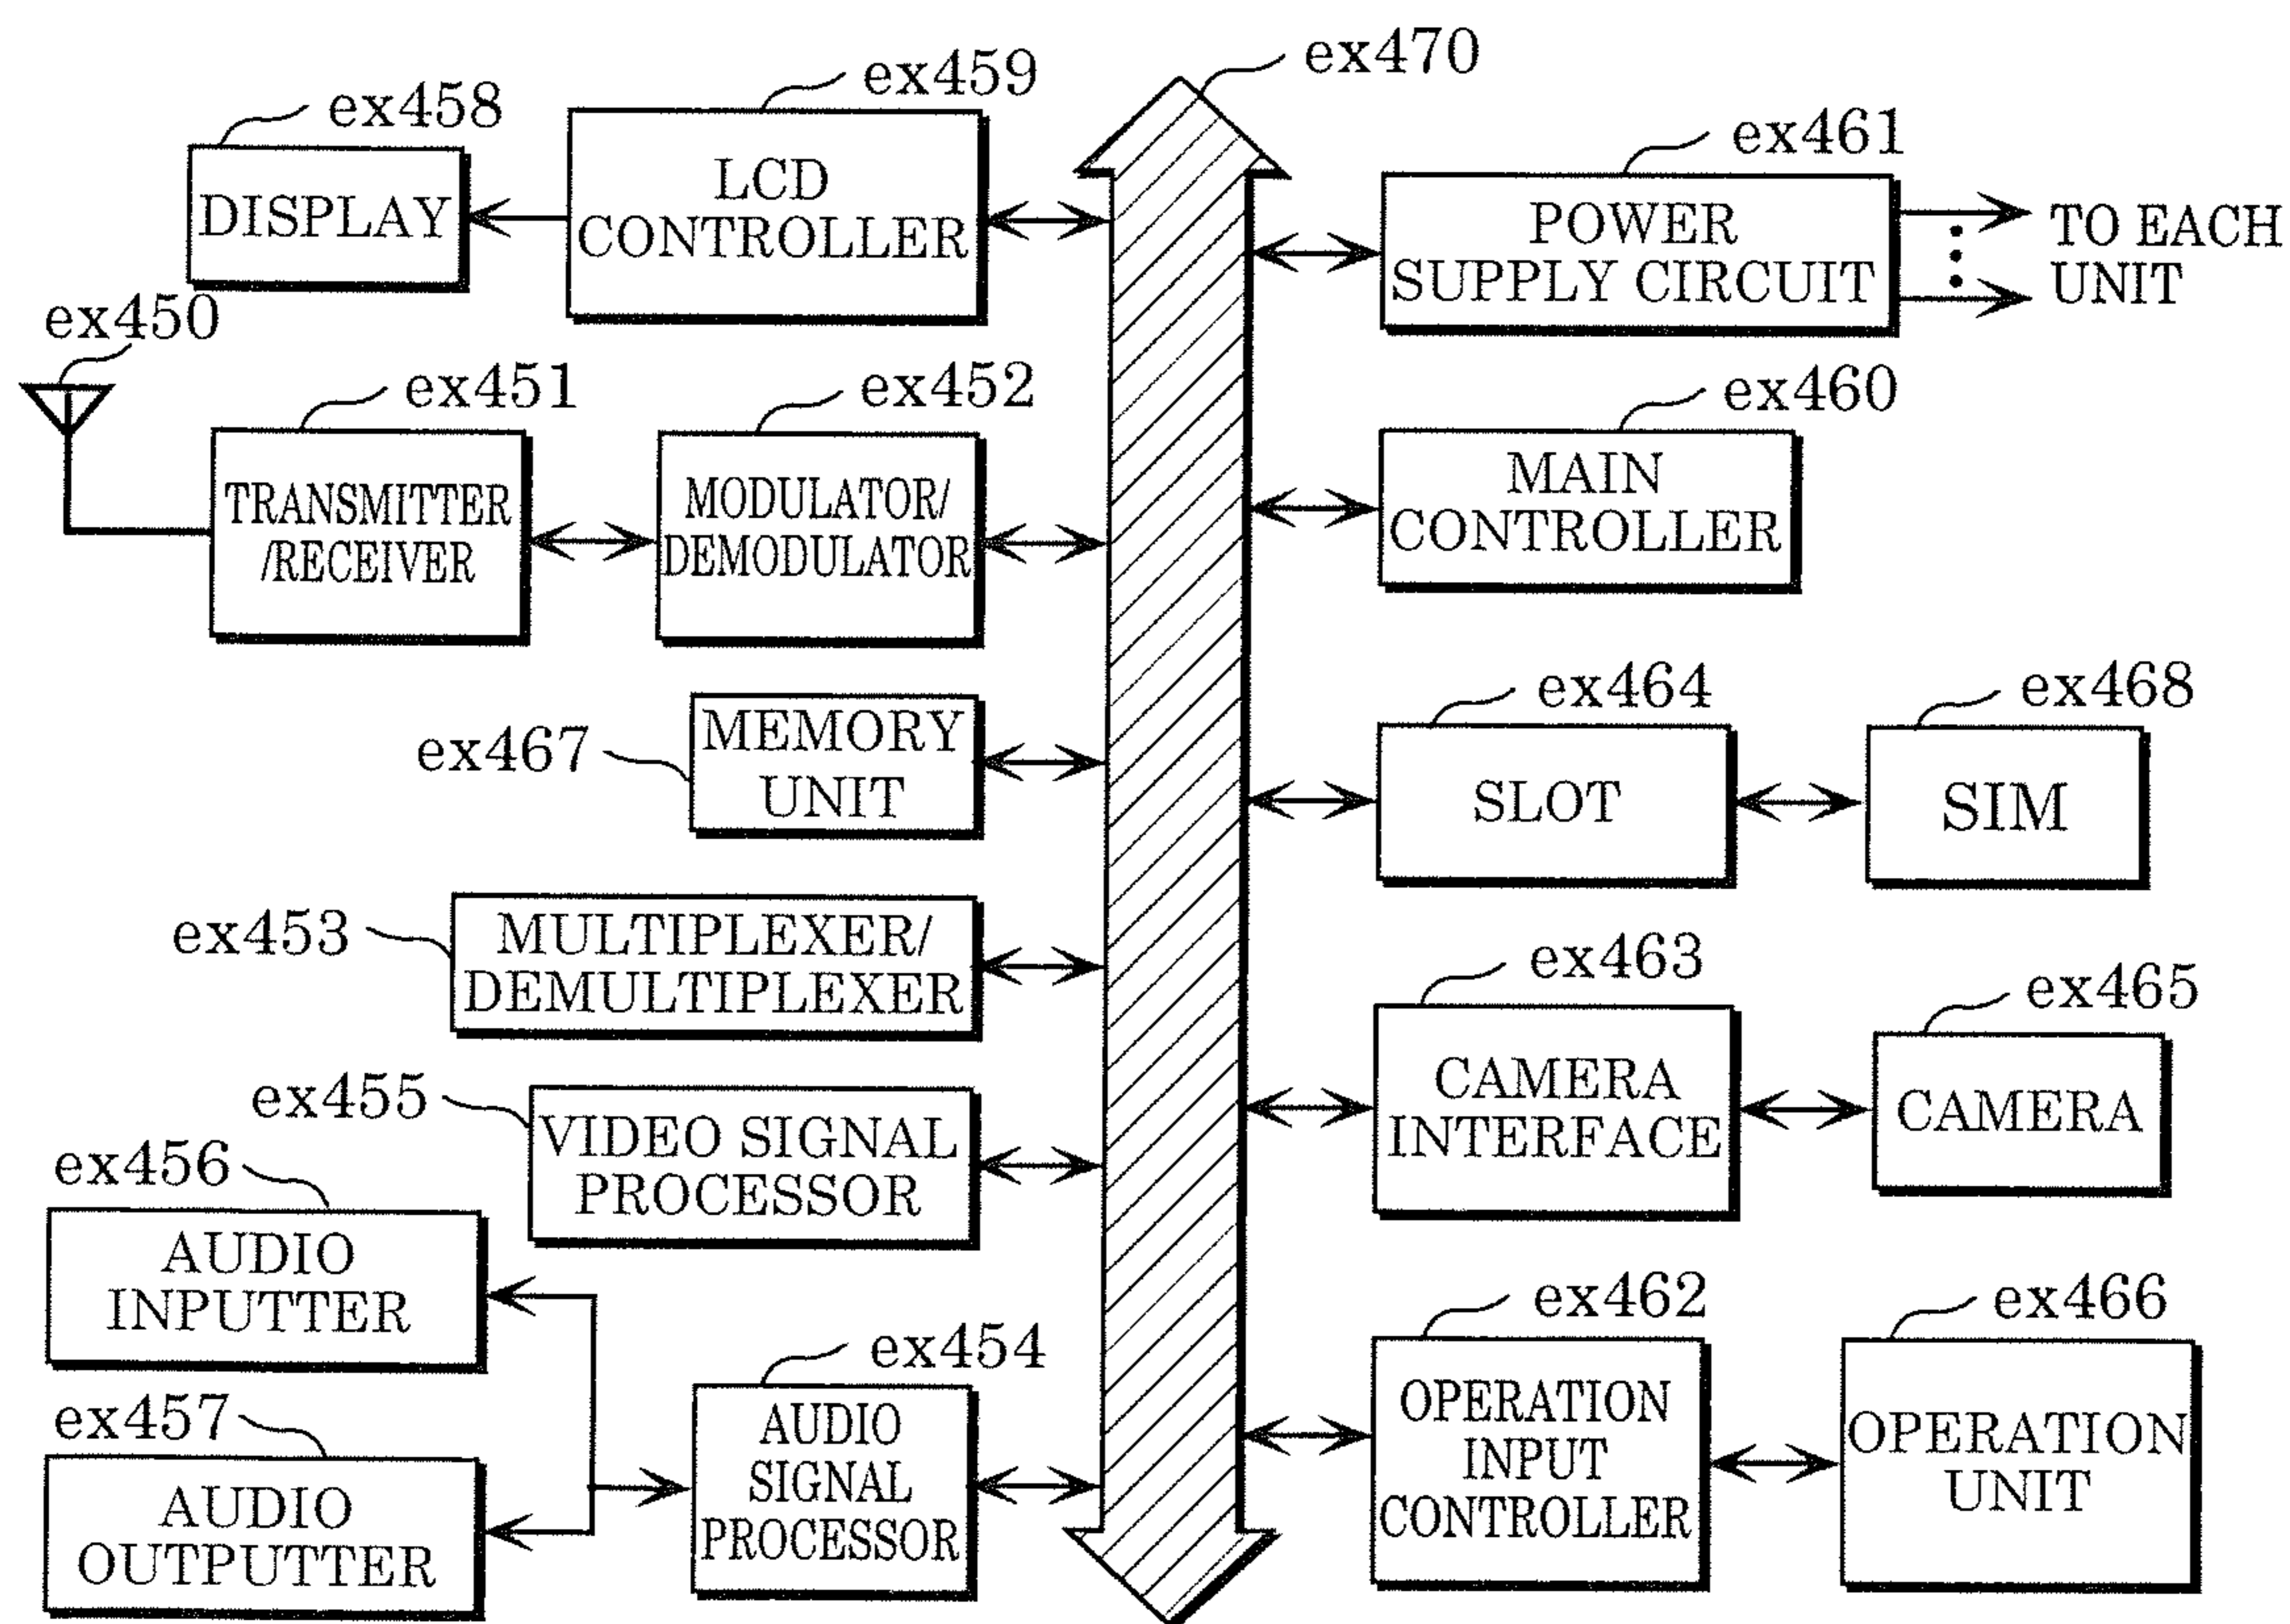 ex470
ex459
ex458
ex461
LCD
CONTROLLER
DISPLAY
POWER
SUPPLY CIRCUIT
TO EACH
UNIT
ex450
ex451
ex452
ex460
TRANSMITTER
/RECEIVER
MODULATOR/
DEMODULATOR
MAIN
CONTROLLER
ex467
MEMORY
UNIT
ex464
ex468
SLOT
SIM
ex453
MULTIPLEXER/
DEMULTIPLEXER
ex463
ex465
CAMERA
INTERFACE
CAMERA
ex455
VIDEO SIGNAL
PROCESSOR
ex456
AUDIO
INPUTTER
ex462
ex466
OPERATION
INPUT
CONTROLLER
OPERATION
UNIT
ex454
ex457
AUDIO
SIGNAL
PROCESSOR
AUDIO
OUTPUTTER